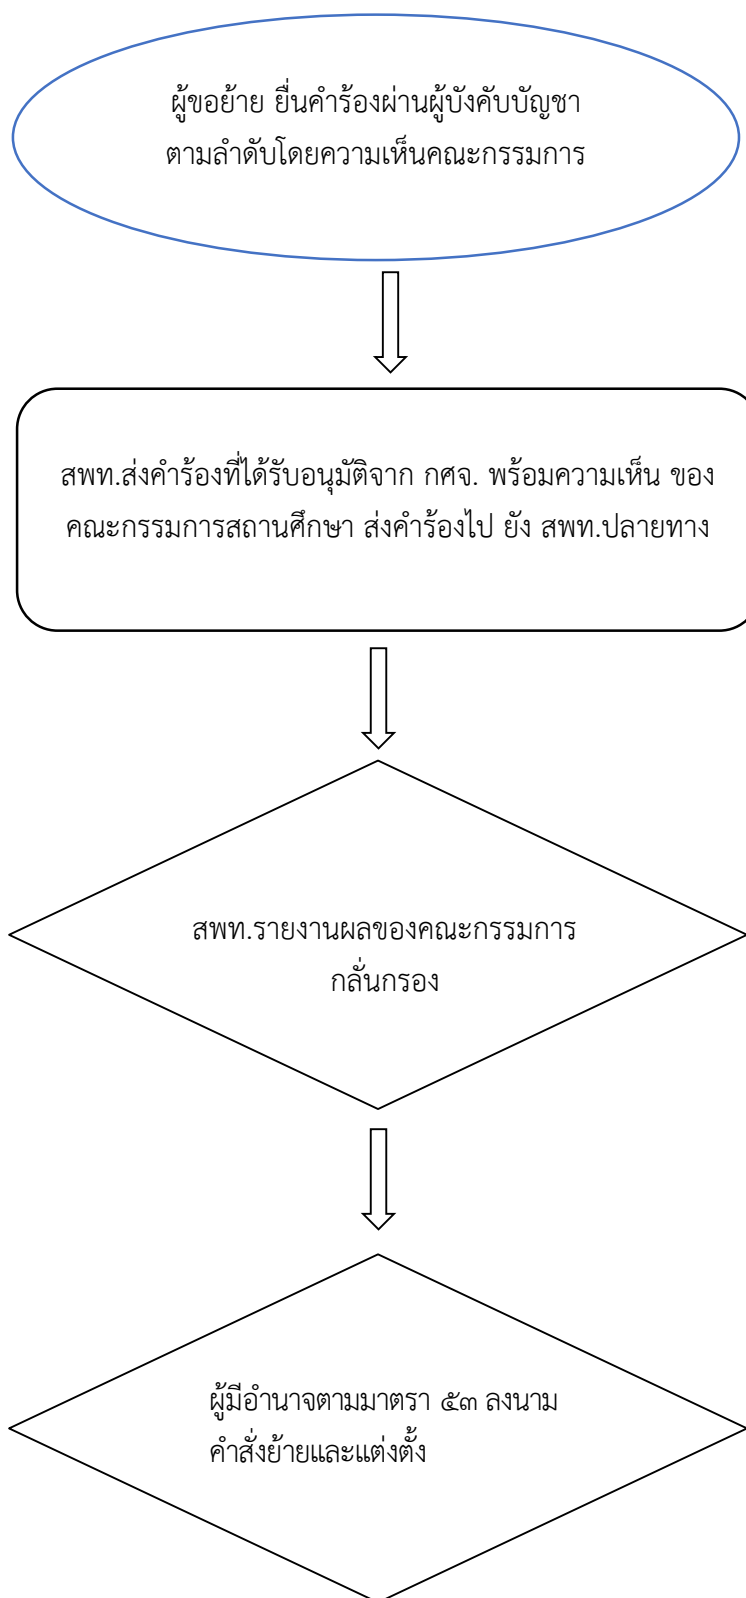 ผู้ขอย้าย ยื่นคำร้องผ่านผู้บังคับบัญชา
ตามลำดับโดยความเห็นคณะกรรมการ
สพท.ส่งคำร้องที่ได้รับอนุมัติจาก กศจ. พร้อมความเห็น ของ
คณะกรรมการสถานศึกษา ส่งคำร้องไป ยัง สพท.ปลายทาง
สพท.รายงานผลของคณะกรรมการ
กลั่นกรอง
ผู้มีอำนาจตามมาตรา ๕๓ ลงนาม
คำสั่งย้ายและแต่งตั้ง